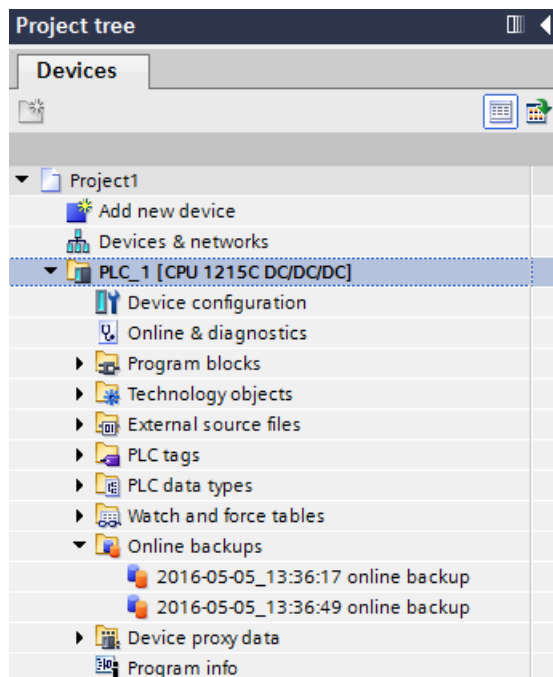 Project tree
Devices
Project1
Add new device
Devices & networks
PLC_1 [CPU 1215C DC/DC/DC]
Device configuration
Online & diagnostics
Program blocks
Technology objects
External source files
PLC tags
PLC data types
Watch and force tables
Online backups
2016-05-05_13:36:17 online backup
2016-05-05_13:36:49 online backup
Device proxy data
Program info